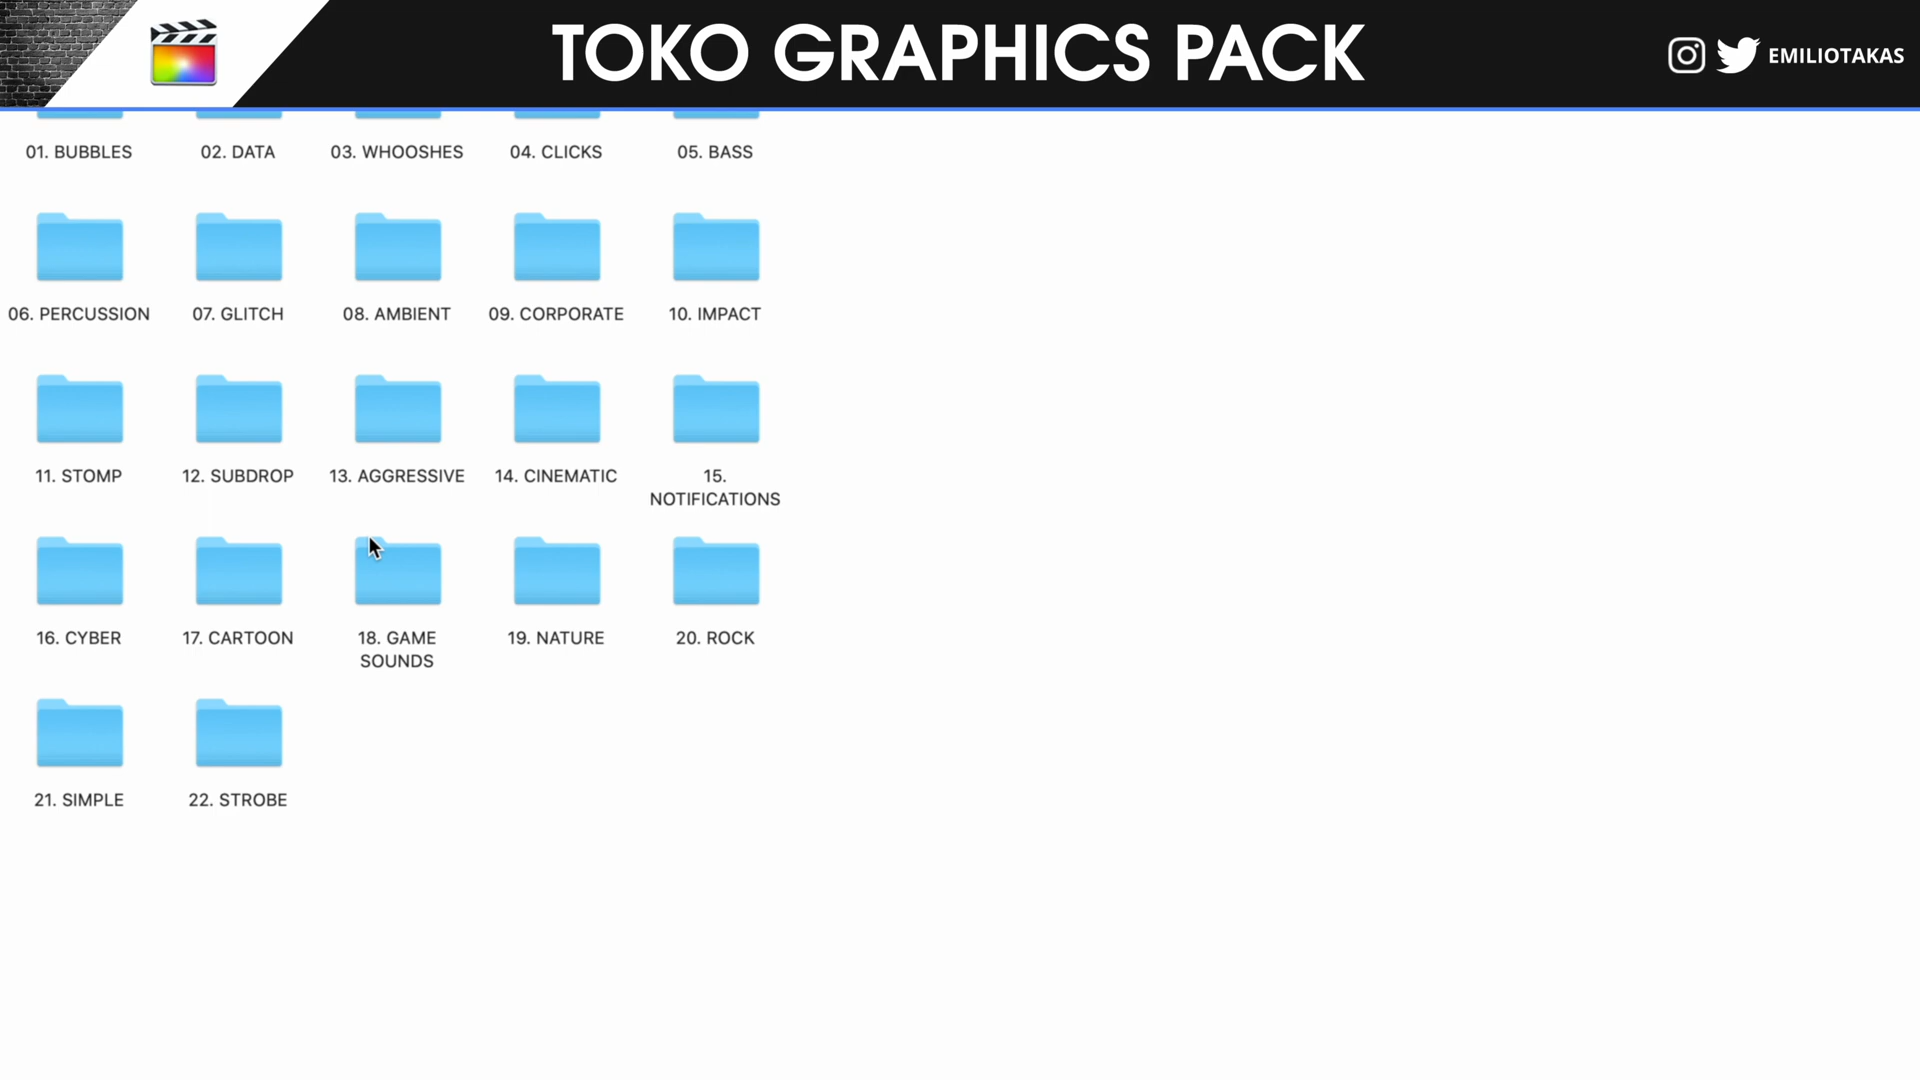 TOKO GRAPHICS PACK
EMILIOTAKAS
01. BUBBLES
02. DATA
03. WHOOSHES
04. CLICKS
05. BASS
06. PERCUSSION
07. GLITCH
08. AMBIENT
09. CORPORATE
10. IMPACT
11. STOMP
12. SUBDROP
13. AGGRESSIVE
14. CINEMATIC
15.
NOTIFICATIONS
16. CYBER
17. CARTOON
18. GAME
SOUNDS
19. NATURE
20. ROCK
21. SIMPLE
22. STROBE